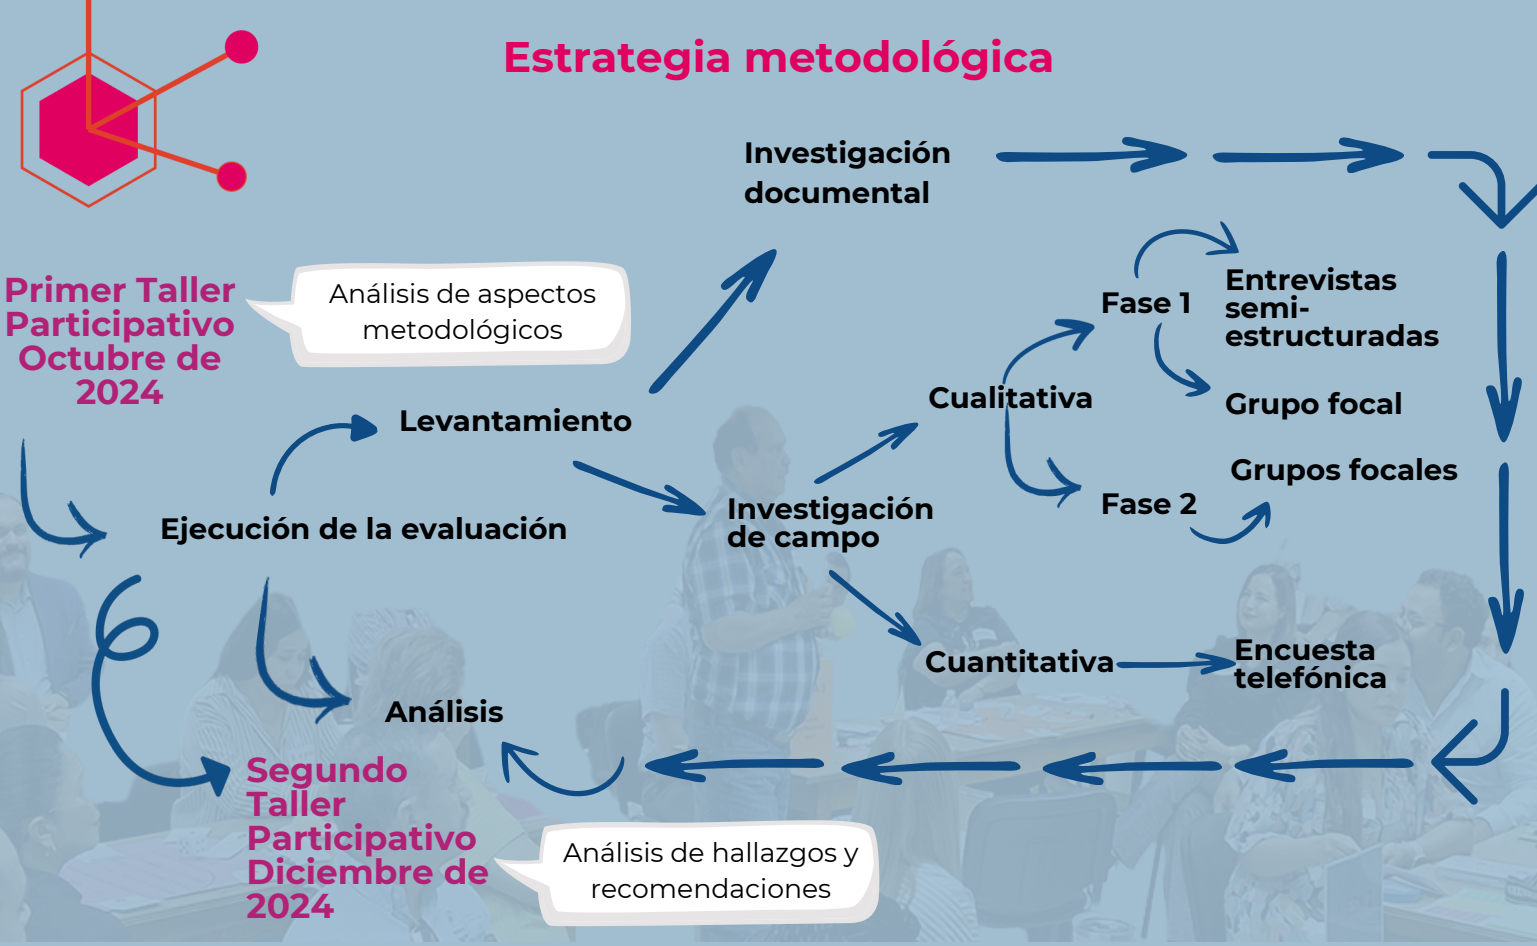 Estrategia metodológica
Investigación
documental
Primer Taller
Participativo
Octubre de
2024
Análisis de aspectos
metodológicos
Levantamiento
Ejecución de la evaluación
Investigación
de campo
Cualitativa
Fase 1
Entrevistas
semi-
estructuradas
Grupo focal
Fase 2
Grupos focales
Cuantitativa
Encuesta
telefónica
Análisis
Segundo
Taller
Participativo
Diciembre de
2024
Análisis de hallazgos y
recomendaciones